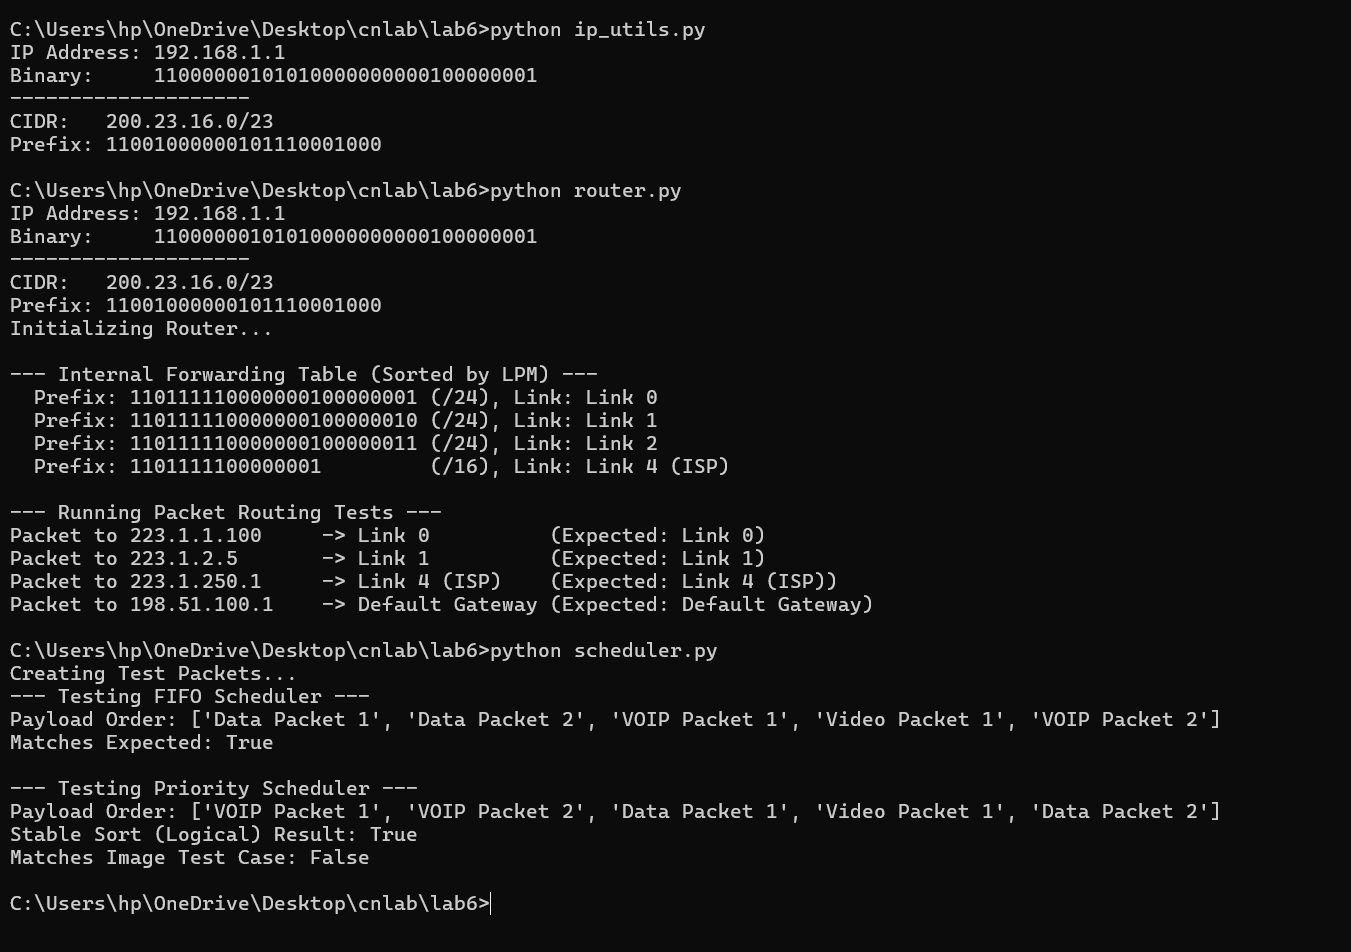 C:\Users\hp\OneDrive\Desktop\cnlab\lab6>python ip_utils.py
IP Address: 192.168.1.1
Binary:     11000000101010000000000100000001
--------------------
CIDR:   200.23.16.0/23
Prefix: 11001000000101110001000

C:\Users\hp\OneDrive\Desktop\cnlab\lab6>python router.py
IP Address: 192.168.1.1
Binary:     11000000101010000000000100000001
--------------------
CIDR:   200.23.16.0/23
Prefix: 11001000000101110001000
Initializing Router...

--- Internal Forwarding Table (Sorted by LPM) ---
  Prefix: 110111110000000100000001 (/24), Link: Link 0
  Prefix: 110111110000000100000010 (/24), Link: Link 1
  Prefix: 110111110000000100000011 (/24), Link: Link 2
  Prefix: 1101111100000001         (/16), Link: Link 4 (ISP)

--- Running Packet Routing Tests ---
Packet to 223.1.1.100     -> Link 0          (Expected: Link 0)
Packet to 223.1.2.5       -> Link 1          (Expected: Link 1)
Packet to 223.1.250.1     -> Link 4 (ISP)    (Expected: Link 4 (ISP))
Packet to 198.51.100.1    -> Default Gateway (Expected: Default Gateway)

C:\Users\hp\OneDrive\Desktop\cnlab\lab6>python scheduler.py
Creating Test Packets...
--- Testing FIFO Scheduler ---
Payload Order: ['Data Packet 1', 'Data Packet 2', 'VOIP Packet 1', 'Video Packet 1', 'VOIP Packet 2']
Matches Expected: True

--- Testing Priority Scheduler ---
Payload Order: ['VOIP Packet 1', 'VOIP Packet 2', 'Data Packet 1', 'Video Packet 1', 'Data Packet 2']
Stable Sort (Logical) Result: True
Matches Image Test Case: False

C:\Users\hp\OneDrive\Desktop\cnlab\lab6>